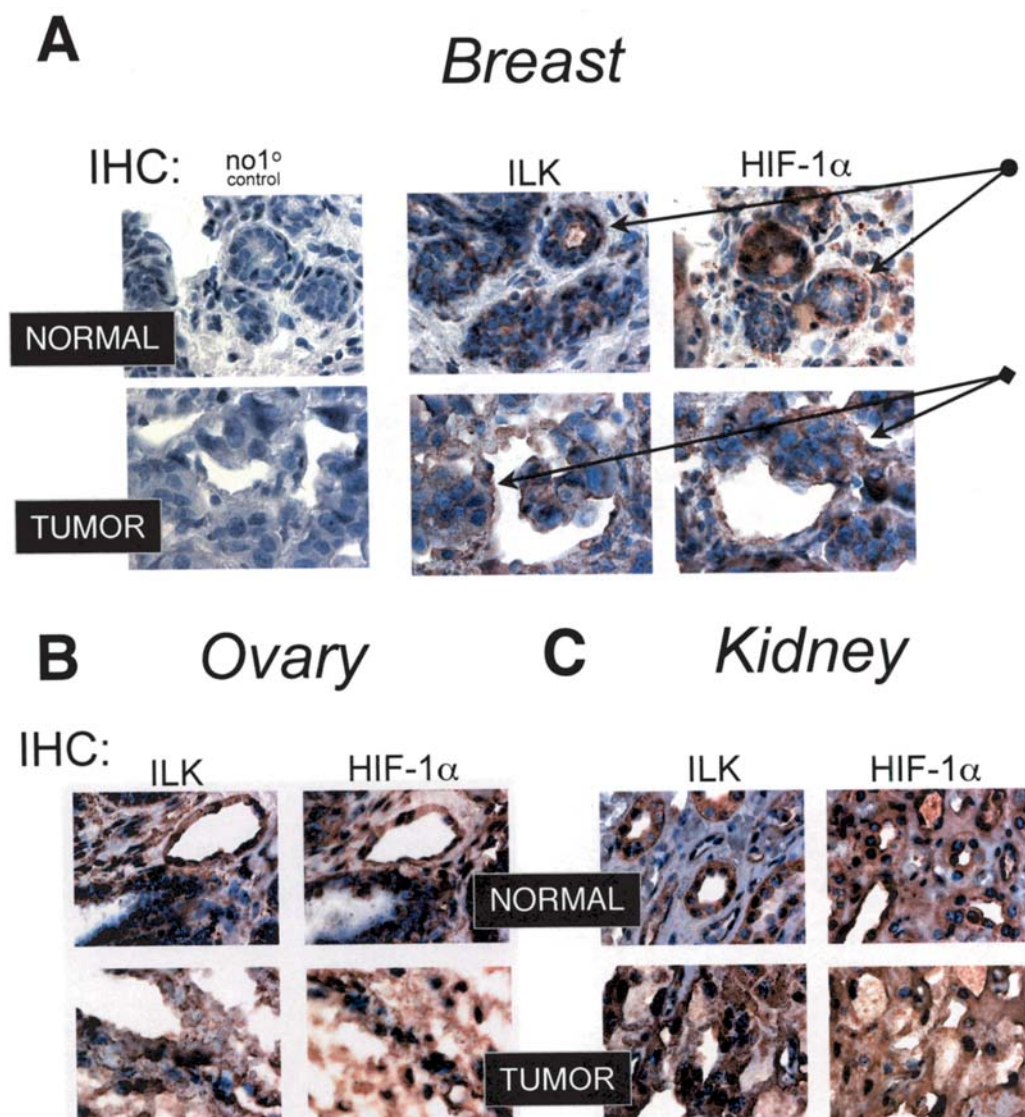 A
Breast
IHC:
no1° control
ILK
HIF-1α
NORMAL
TUMOR
B
Ovary
C
Kidney
IHC:
ILK
HIF-1α
ILK
HIF-1α
NORMAL
TUMOR